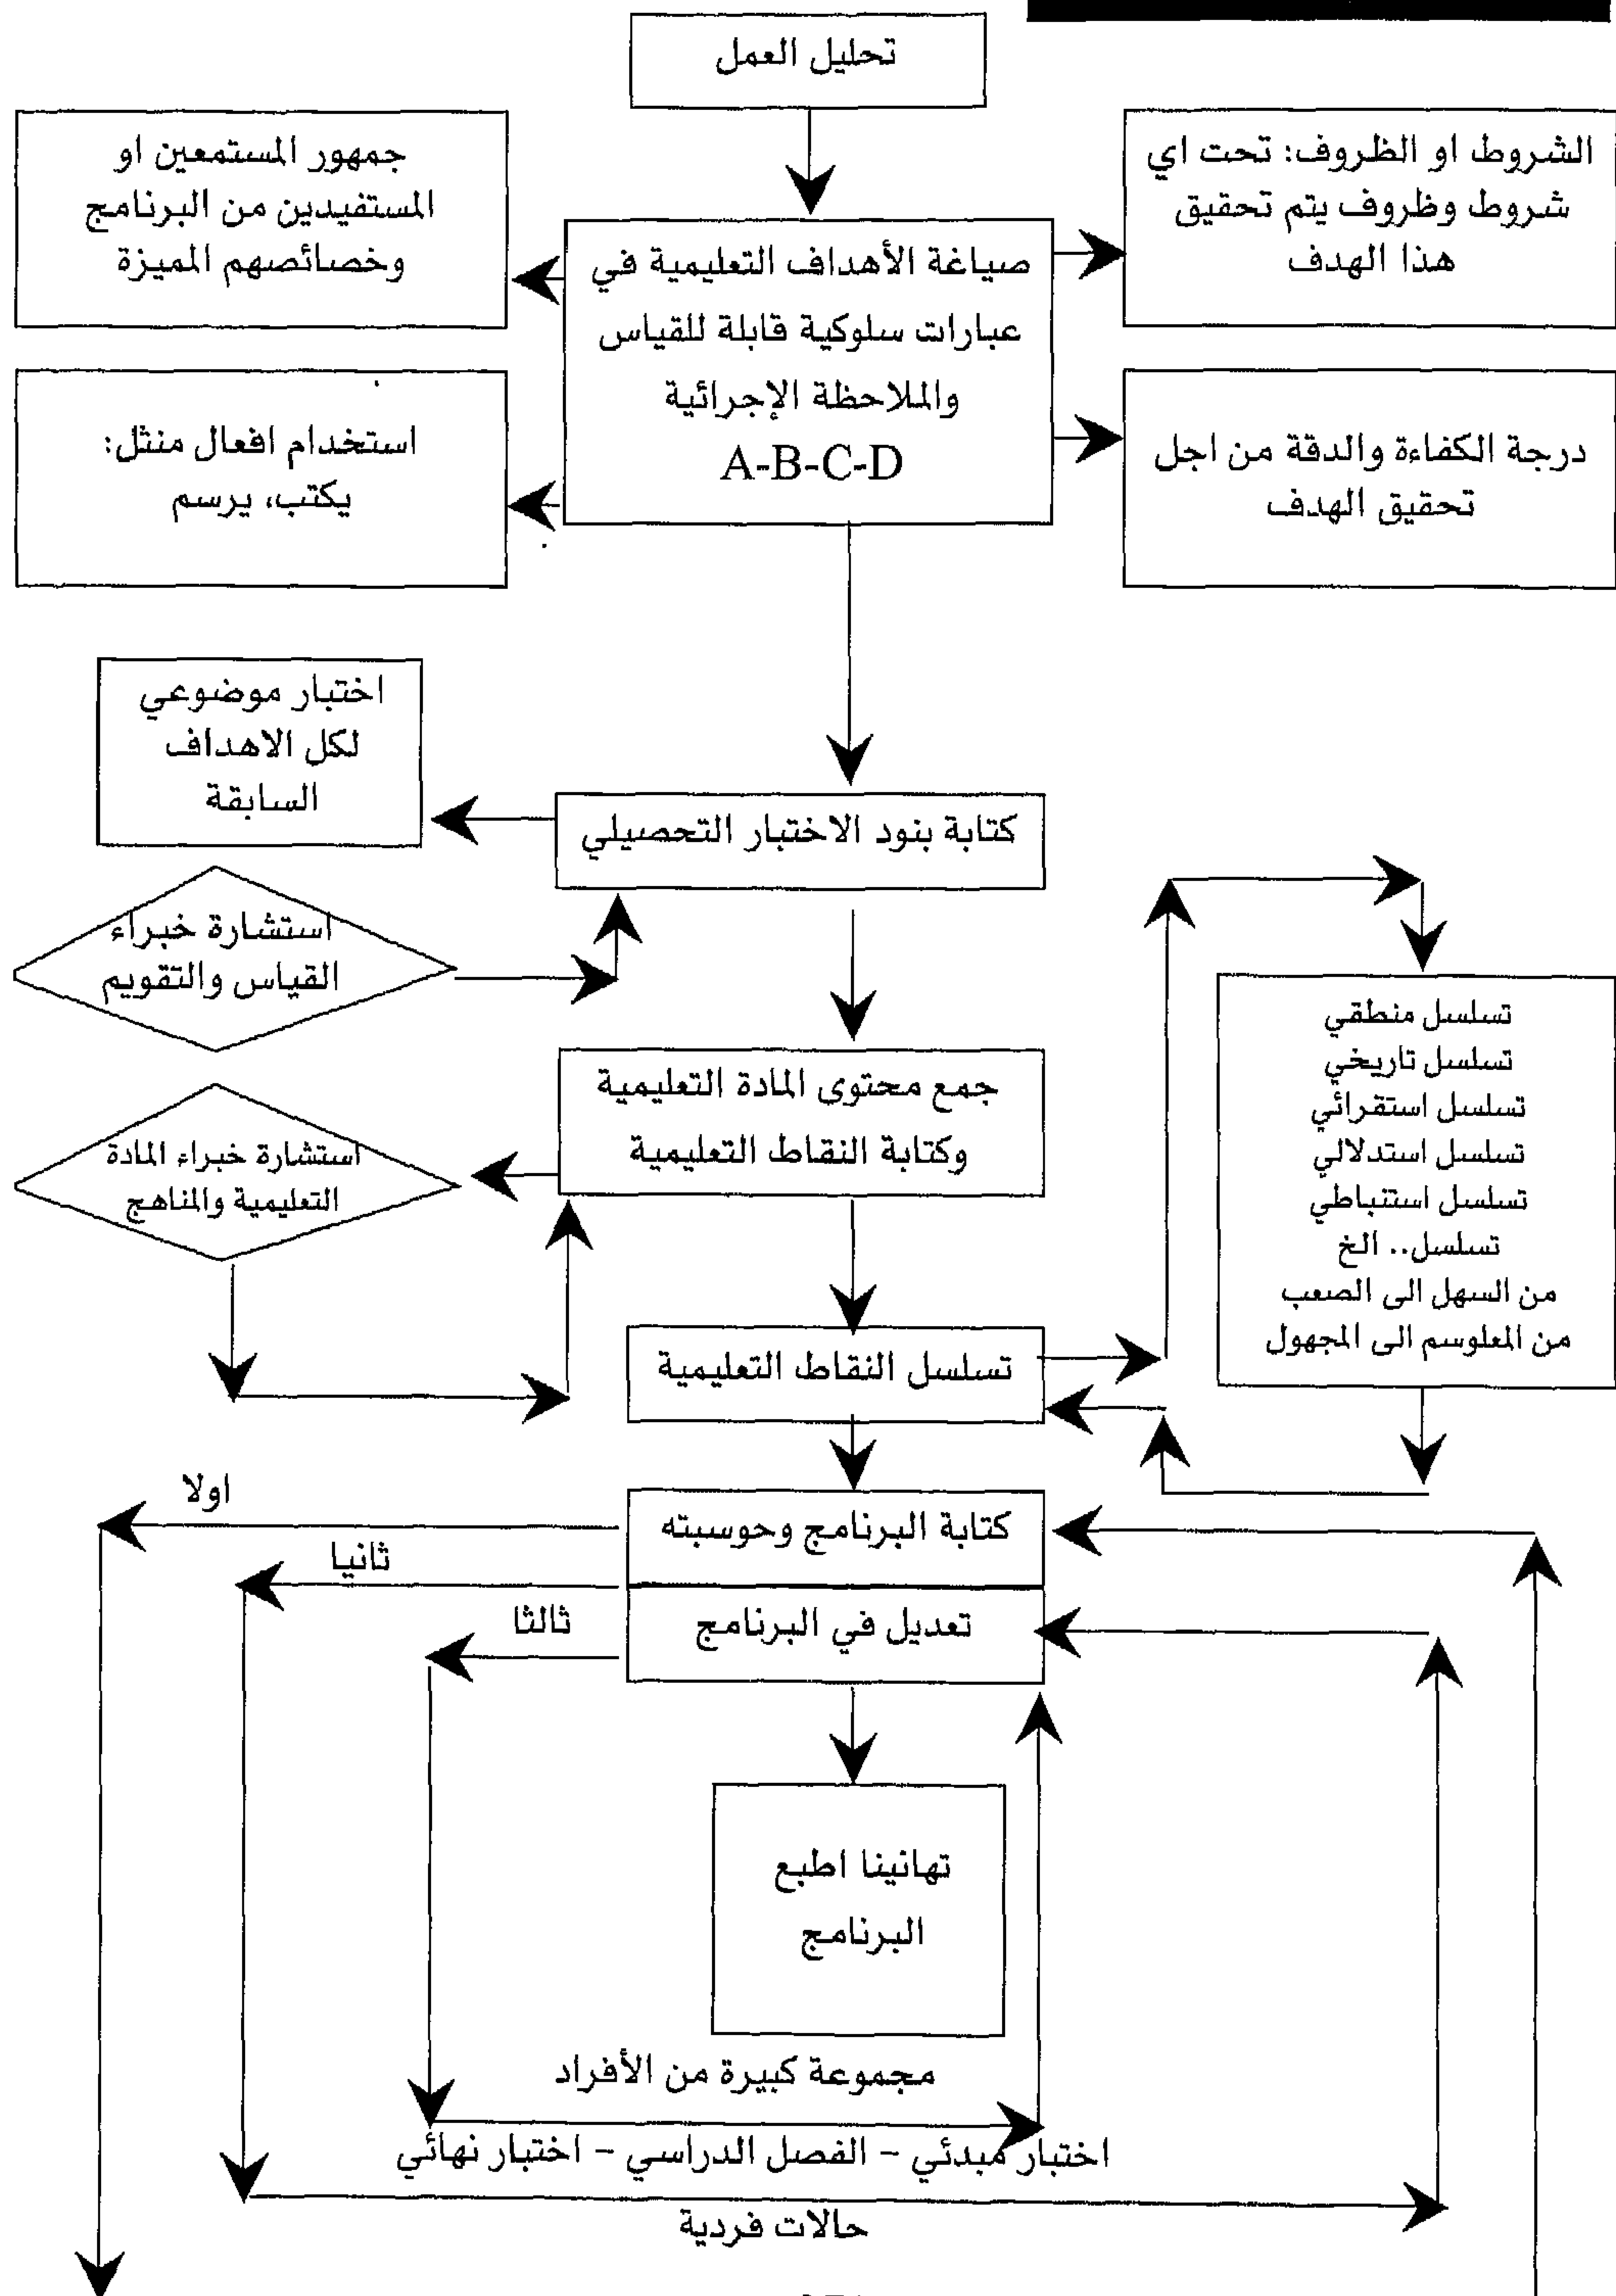 تحليل العمل
الشروط او الظروف: تحت اي
شروط وظروف يتم تحقيق
هذا الهدف
جمهور المستمعين او
المستفيدين من البرنامج
وخصائصهم المميزة
صياغة الأهداف التعليمية في
عبارات سلوكية قابلة للقياس
والملاحظة الإجرائية
A-B-C-D
درجة الكفاءة والدقة من اجل
تحقيق الهدف
استخدام افعال منثل:
يكتب، يرسم
اختبار موضوعي
لكل الاهداف
السابقة
كتابة بنود الاختبار التحصيلي
استشارة خبراء
القياس والتقويم
تسلسل منطقي
تسلسل تاريخي
تسلسل استقرائي
تسلسل استدلالي
تسلسل استنباطي
تسلسل.. الخ
من السهل الى الصعب
من المعلوسم الى المجهول
جمع محتوى المادة التعليمية
وكتابة النقاط التعليمية
استشارة خبراء المادة
التعليمية والمناهج
تسلسل النقاط التعليمية
اولا
كتابة البرنامج وحوسبته
ثانيا
تعديل في البرنامج
ثالثا
تهانينا اطبع
البرنامج
مجموعة كبيرة من الأفراد
اختبار مبدئي – الفصل الدراسي – اختبار نهائي
حالات فردية